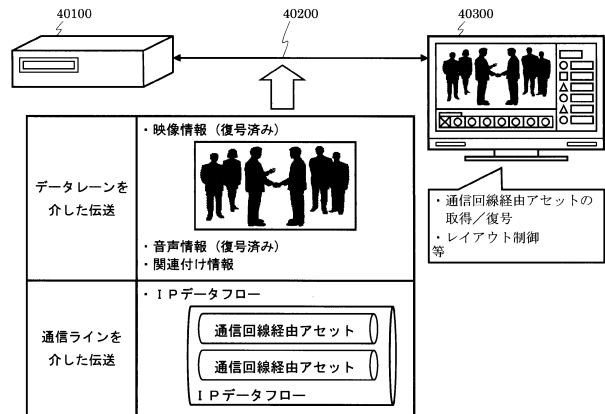 40100
40200
40300
データレーンを
介した伝送
・映像情報（復号済み）
・音声情報（復号済み）
・関連付け情報
・通信回線経由アセットの
取得／復号
・レイアウト制御
等
通信ラインを
介した伝送
・ＩＰデータフロー
通信回線経由アセット
通信回線経由アセット
ＩＰデータフロー